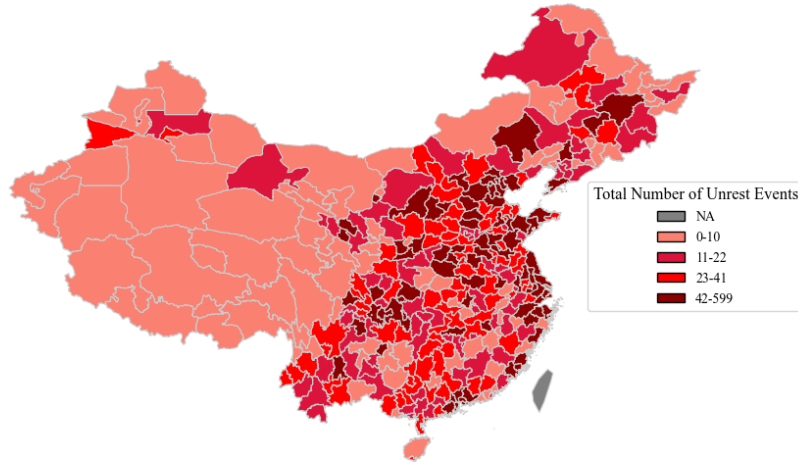 Total Number of Unrest Events
NA
0-10
11-22
23-41
42-599